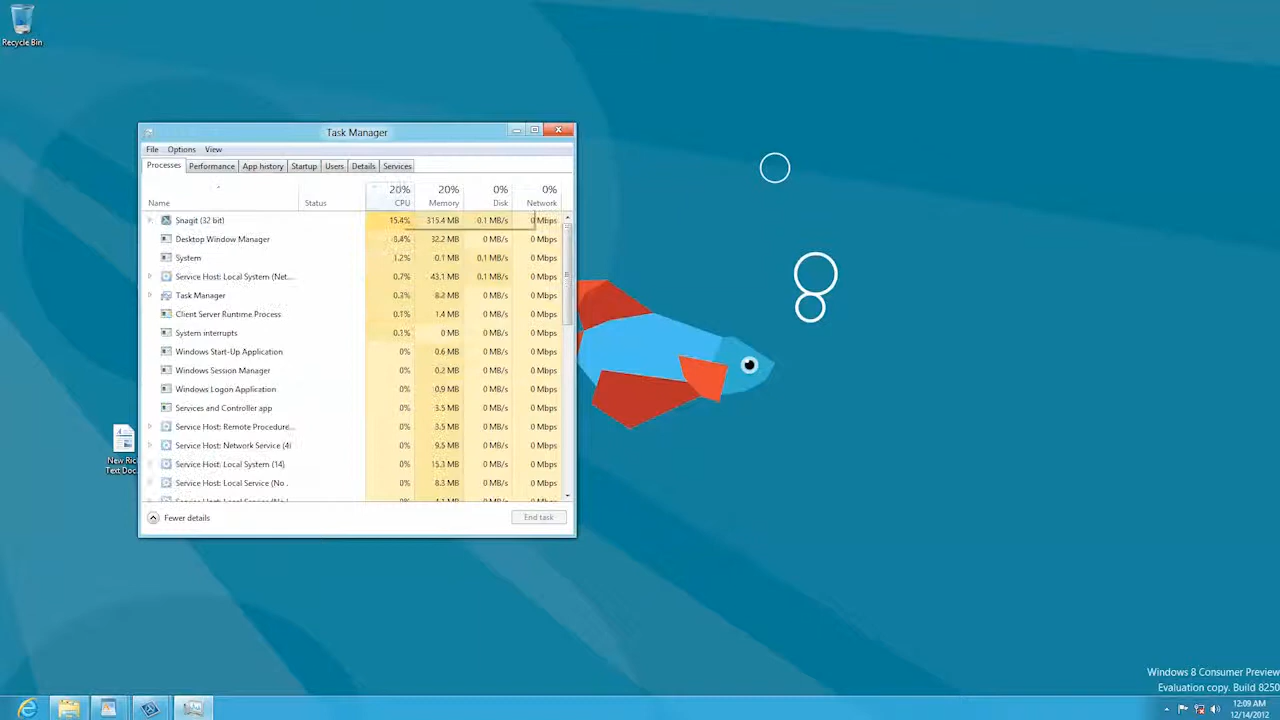 Recycle Bin
Task Manager
File Options View
Processes Performance App history Startup Users Details Services
20% 20% 0% 0%
Name Status CPU Memory Disk Network
Snagit (32 bit) 15.4% 315.4 MB 0.1 MB/s 0 Mbps
Desktop Window Manager 8.4% 32.2 MB 0 MB/s 0 Mbps
System 1.2% 0.1 MB 0.1 MB/s 0 Mbps
Service Host: Local System (Net... 0.7% 43.1 MB 0.1 MB/s 0 Mbps
Task Manager 0.3% 8.2 MB 0 MB/s 0 Mbps
Client Server Runtime Process 0.1% 1.4 MB 0 MB/s 0 Mbps
System interrupts 0.1% 0 MB 0 MB/s 0 Mbps
Windows Start-Up Application 0% 0.6 MB 0 MB/s 0 Mbps
Windows Session Manager 0% 0.2 MB 0 MB/s 0 Mbps
Windows Logon Application 0% 0.9 MB 0 MB/s 0 Mbps
Services and Controller app 0% 3.5 MB 0 MB/s 0 Mbps
Service Host: Remote Procedure... 0% 3.5 MB 0 MB/s 0 Mbps
Service Host: Network Service (4) 0% 9.5 MB 0 MB/s 0 Mbps
Service Host: Local System (14) 0% 15.3 MB 0 MB/s 0 Mbps
Service Host: Local Service (No... 0% 8.3 MB 0 MB/s 0 Mbps
New Ric
Text Doc.
Fewer details End task
Windows 8 Consumer Preview
Evaluation copy. Build 8250
12:09 AM
12/14/2012